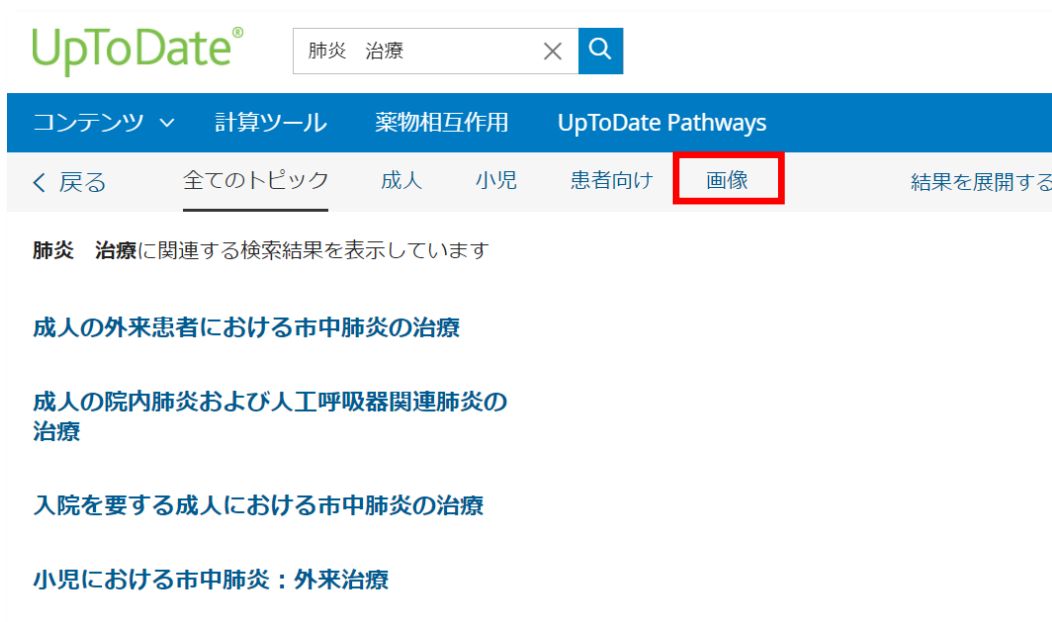 UpToDate®
肺炎　治療
コンテンツ 計算ツール 薬物相互作用 UpToDate Pathways
戻る 全てのトピック 成人 小児 患者向け 画像 結果を展開する
肺炎　治療に関連する検索結果を表示しています
成人の外来患者における市中肺炎の治療
成人の院内肺炎および人工呼吸器関連肺炎の
治療
入院を要する成人における市中肺炎の治療
小児における市中肺炎：外来治療